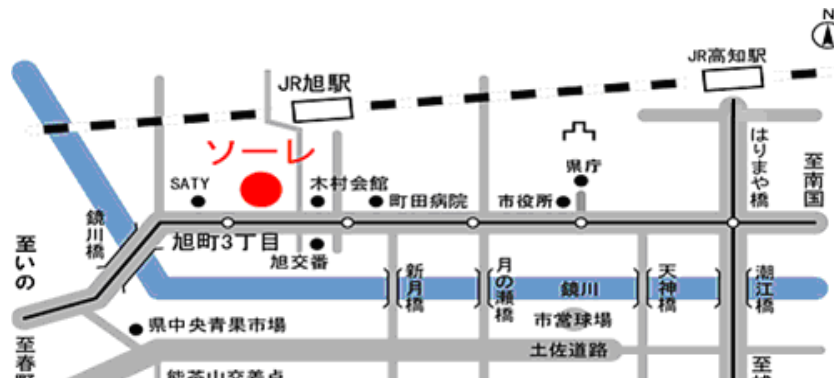 N
JR高知駅
JR旭駅
ソーレ
はりまや橋
至南国
県庁
SATY
木村会館
町田病院
市役所
鏡川橋
旭町3丁目
至いの
旭交番
新月橋
月の瀬橋
鏡川
天神橋
潮江橋
県中央青果市場
市営球場
土佐道路